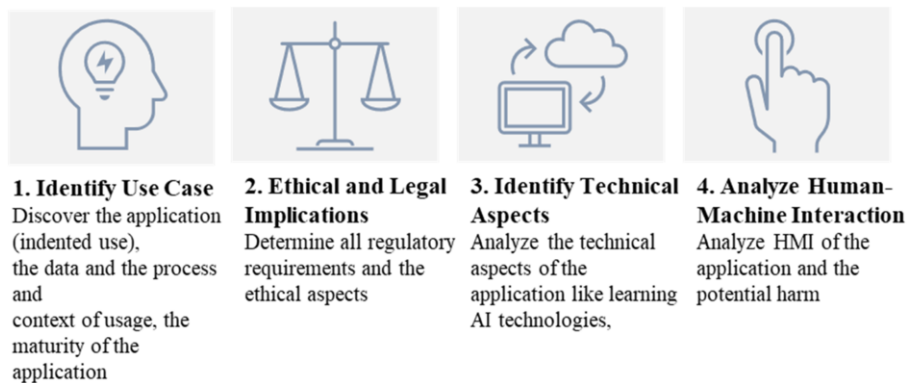 1. Identify Use Case
Discover the application
(indented use),
the data and the process
and
context of usage, the
maturity of the
application
2. Ethical and Legal
Implications
Determine all regulatory
requirements and the
ethical aspects
3. Identify Technical
Aspects
Analyze the technical
aspects of the
application like learning
AI technologies,
4. Analyze Human-
Machine Interaction
Analyze HMI of the
application and the
potential harm